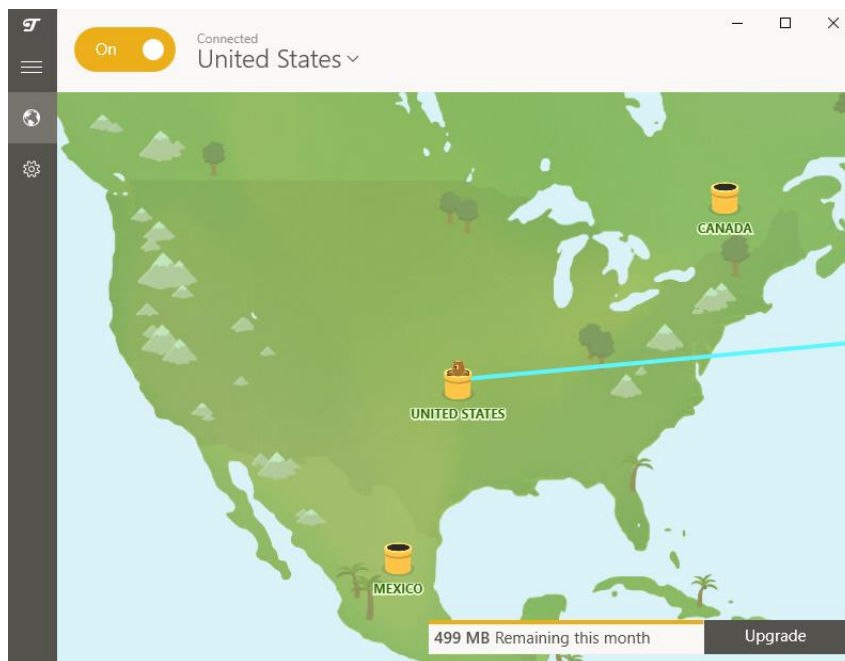 On
Connected
United States
CANADA
UNITED STATES
MEXICO
499 MB Remaining this month
Upgrade